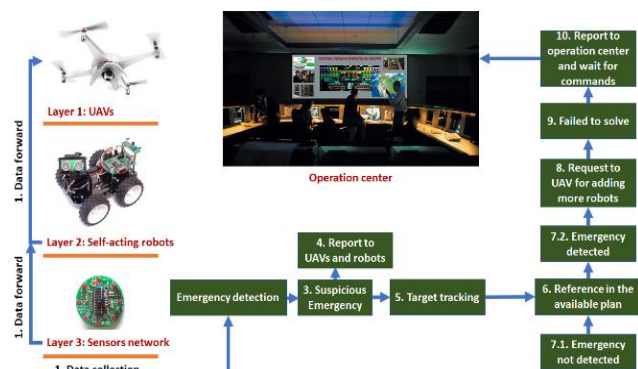 1. Data forward
1. Data forward
Layer 1: UAVs
Layer 2: Self-acting robots
Layer 3: Sensors network
1. Data collection
Operation center
Emergency detection
4. Report to
UAVs and robots
3. Suspicious
Emergency
5. Target tracking
10. Report to
operation center
and wait for
commands
9. Failed to solve
8. Request to
UAV for adding
more robots
7.2. Emergency
detected
6. Reference in the
available plan
7.1. Emergency
not detected